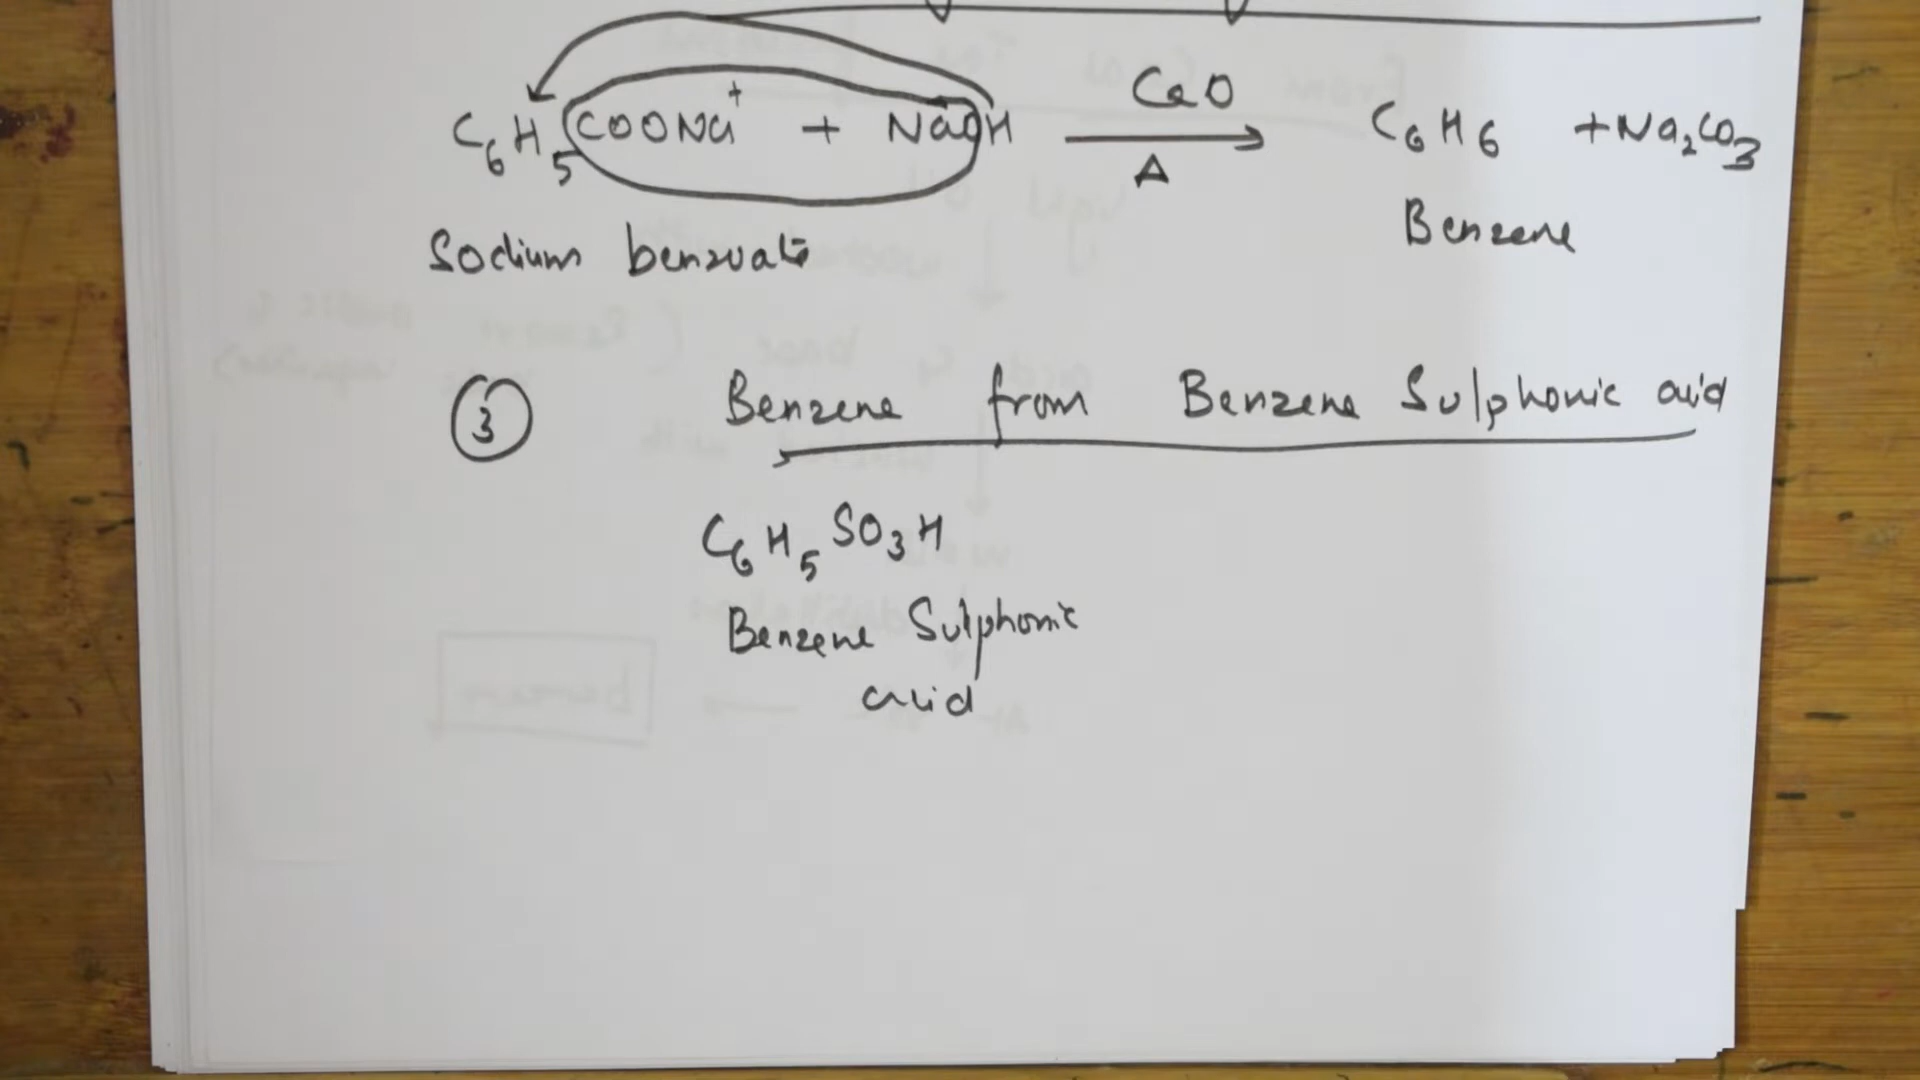 CaO
C₆H₅COONa⁺ + NaOH → C₆H₆ + Na₂CO₃
Δ
Sodium benzoate Benzene
③ Benzene from Benzene Sulphonic acid
C₆H₅SO₃H
Benzene Sulphonic
acid